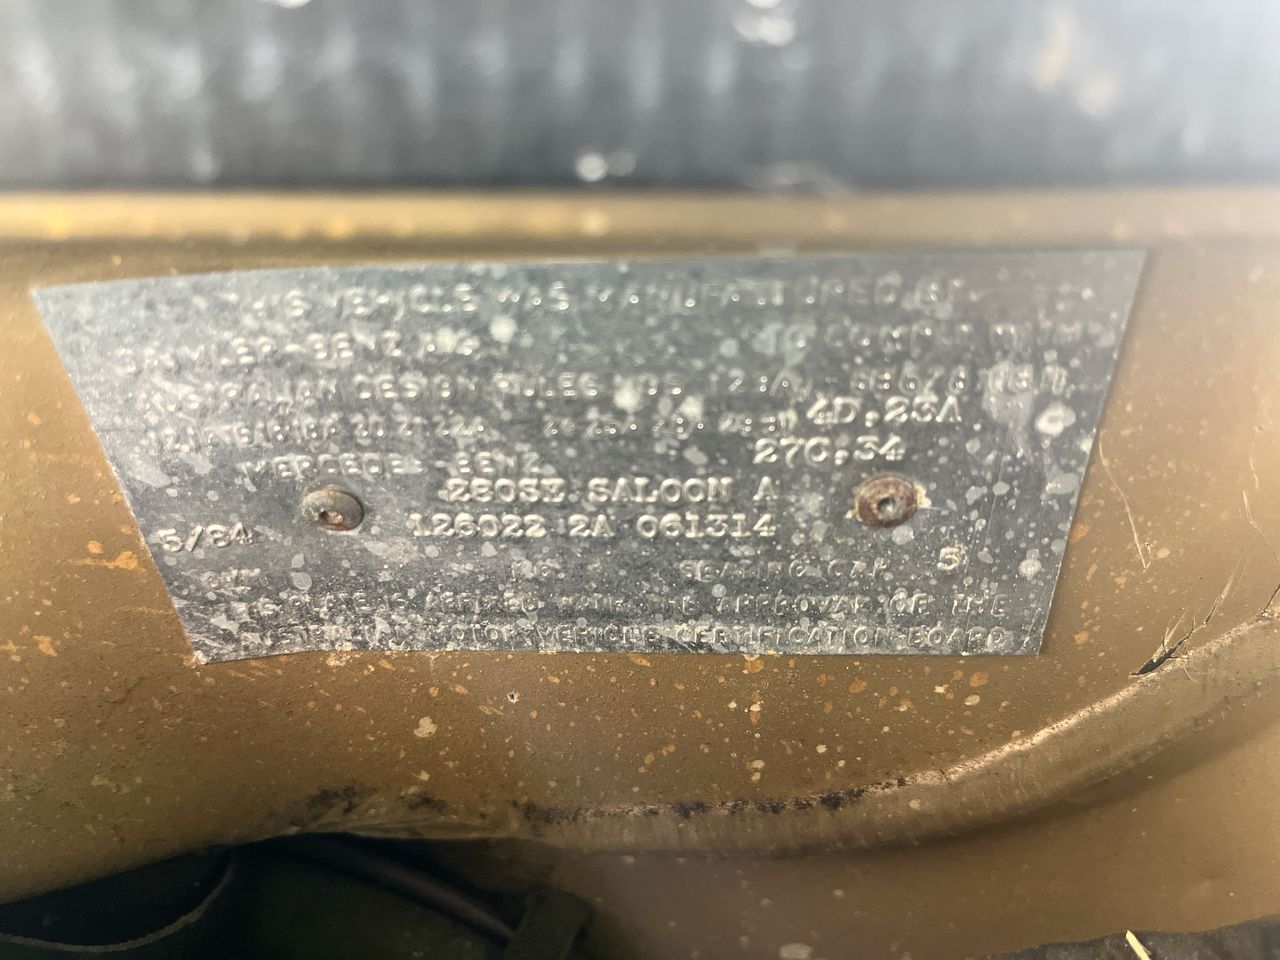 THIS VEHICLE WAS MANUFACTURED BY
DAIMLER-BENZ A.G. TO COMPLY WITH
AUSTRALIAN DESIGN RULES NOS
4D,23A
27C,34
MERCEDES-BENZ
280SE SALOON A
126022 2A 061314
5/84
SEATING CAP 5
THIS PLATE IS AFFIXED WITH THE APPROVAL OF THE
AUSTRALIAN MOTOR VEHICLE CERTIFICATION BOARD